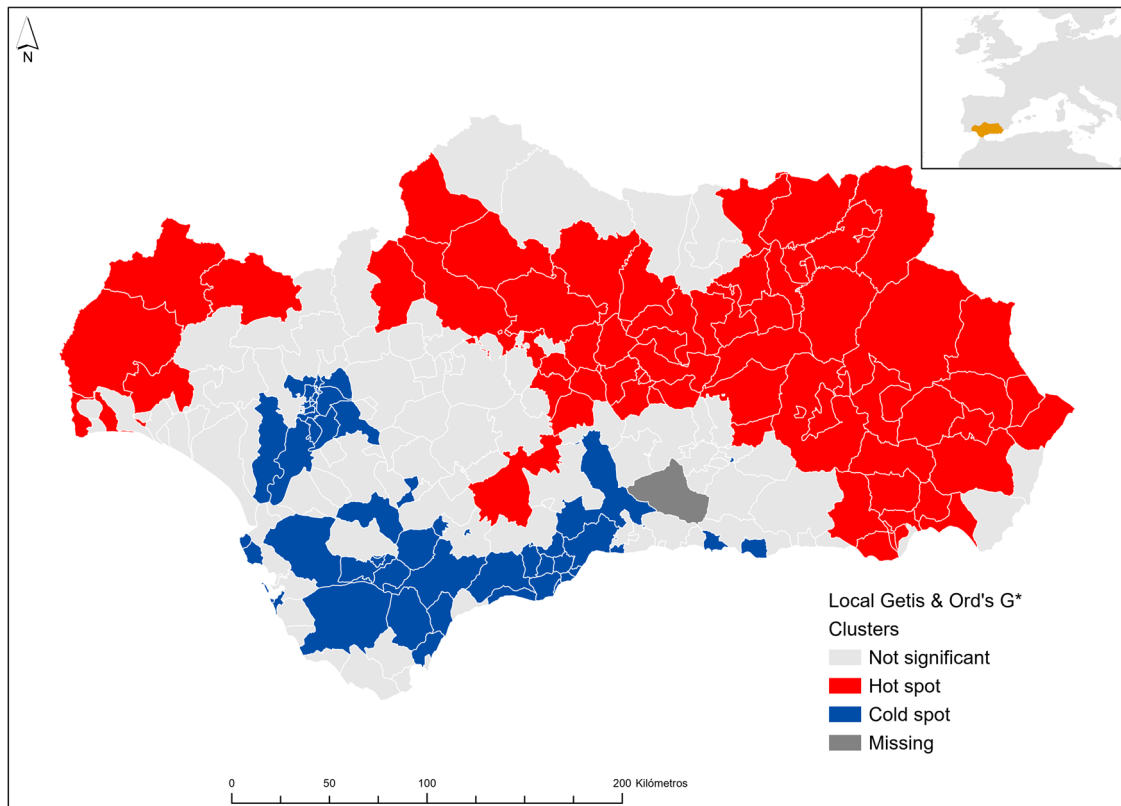 N
Local Getis & Ord's G*
Clusters
Not significant
Hot spot
Cold spot
Missing
0 50 100 200 Kilómetros